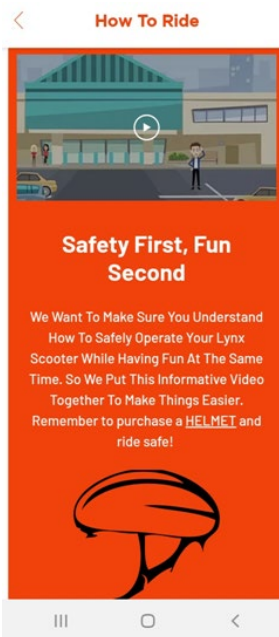 How To Ride
Safety First, Fun
Second
We Want To Make Sure You Understand
How To Safely Operate Your Lynx
Scooter While Having Fun At The Same
Time. So We Put This Informative Video
Together To Make Things Easier.
Remember to purchase a HELMET and
ride safe!